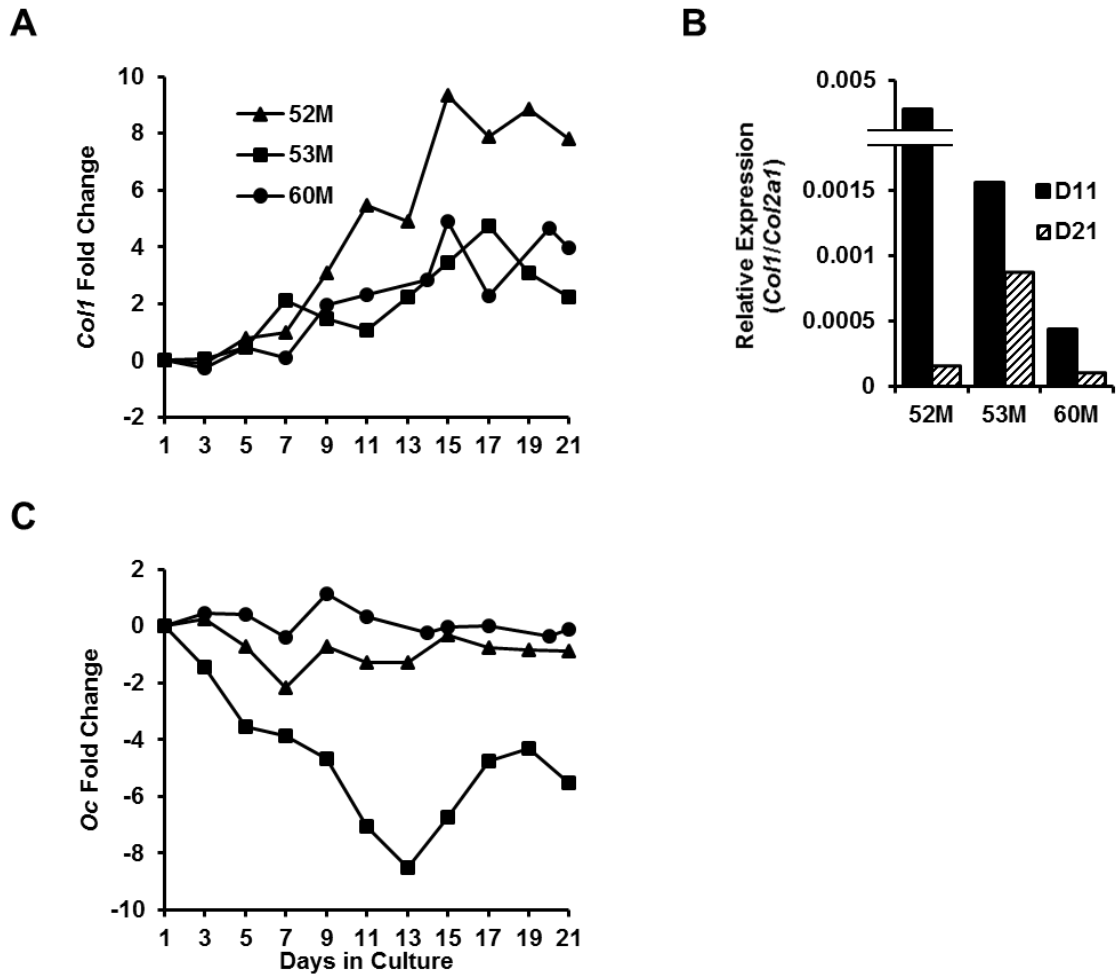 A
Col1 Fold Change
10
8
6
4
2
0
-2
52M
53M
60M
1 3 5 7 9 11 13 15 17 19 21
B
Relative Expression
(Col1/Col2a1)
0.005
0.0015
0.001
0.0005
0
D11
D21
52M 53M 60M
C
Oc Fold Change
2
0
-2
-4
-6
-8
-10
1 3 5 7 9 11 13 15 17 19 21
Days in Culture